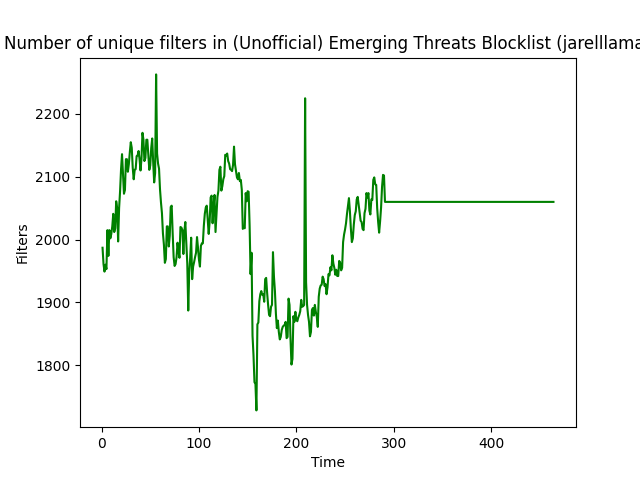 Number of unique filters in (Unofficial) Emerging Threats Blocklist (jarelllama
2200
2100
2000
1900
1800
Filters
0 100 200 300 400
Time